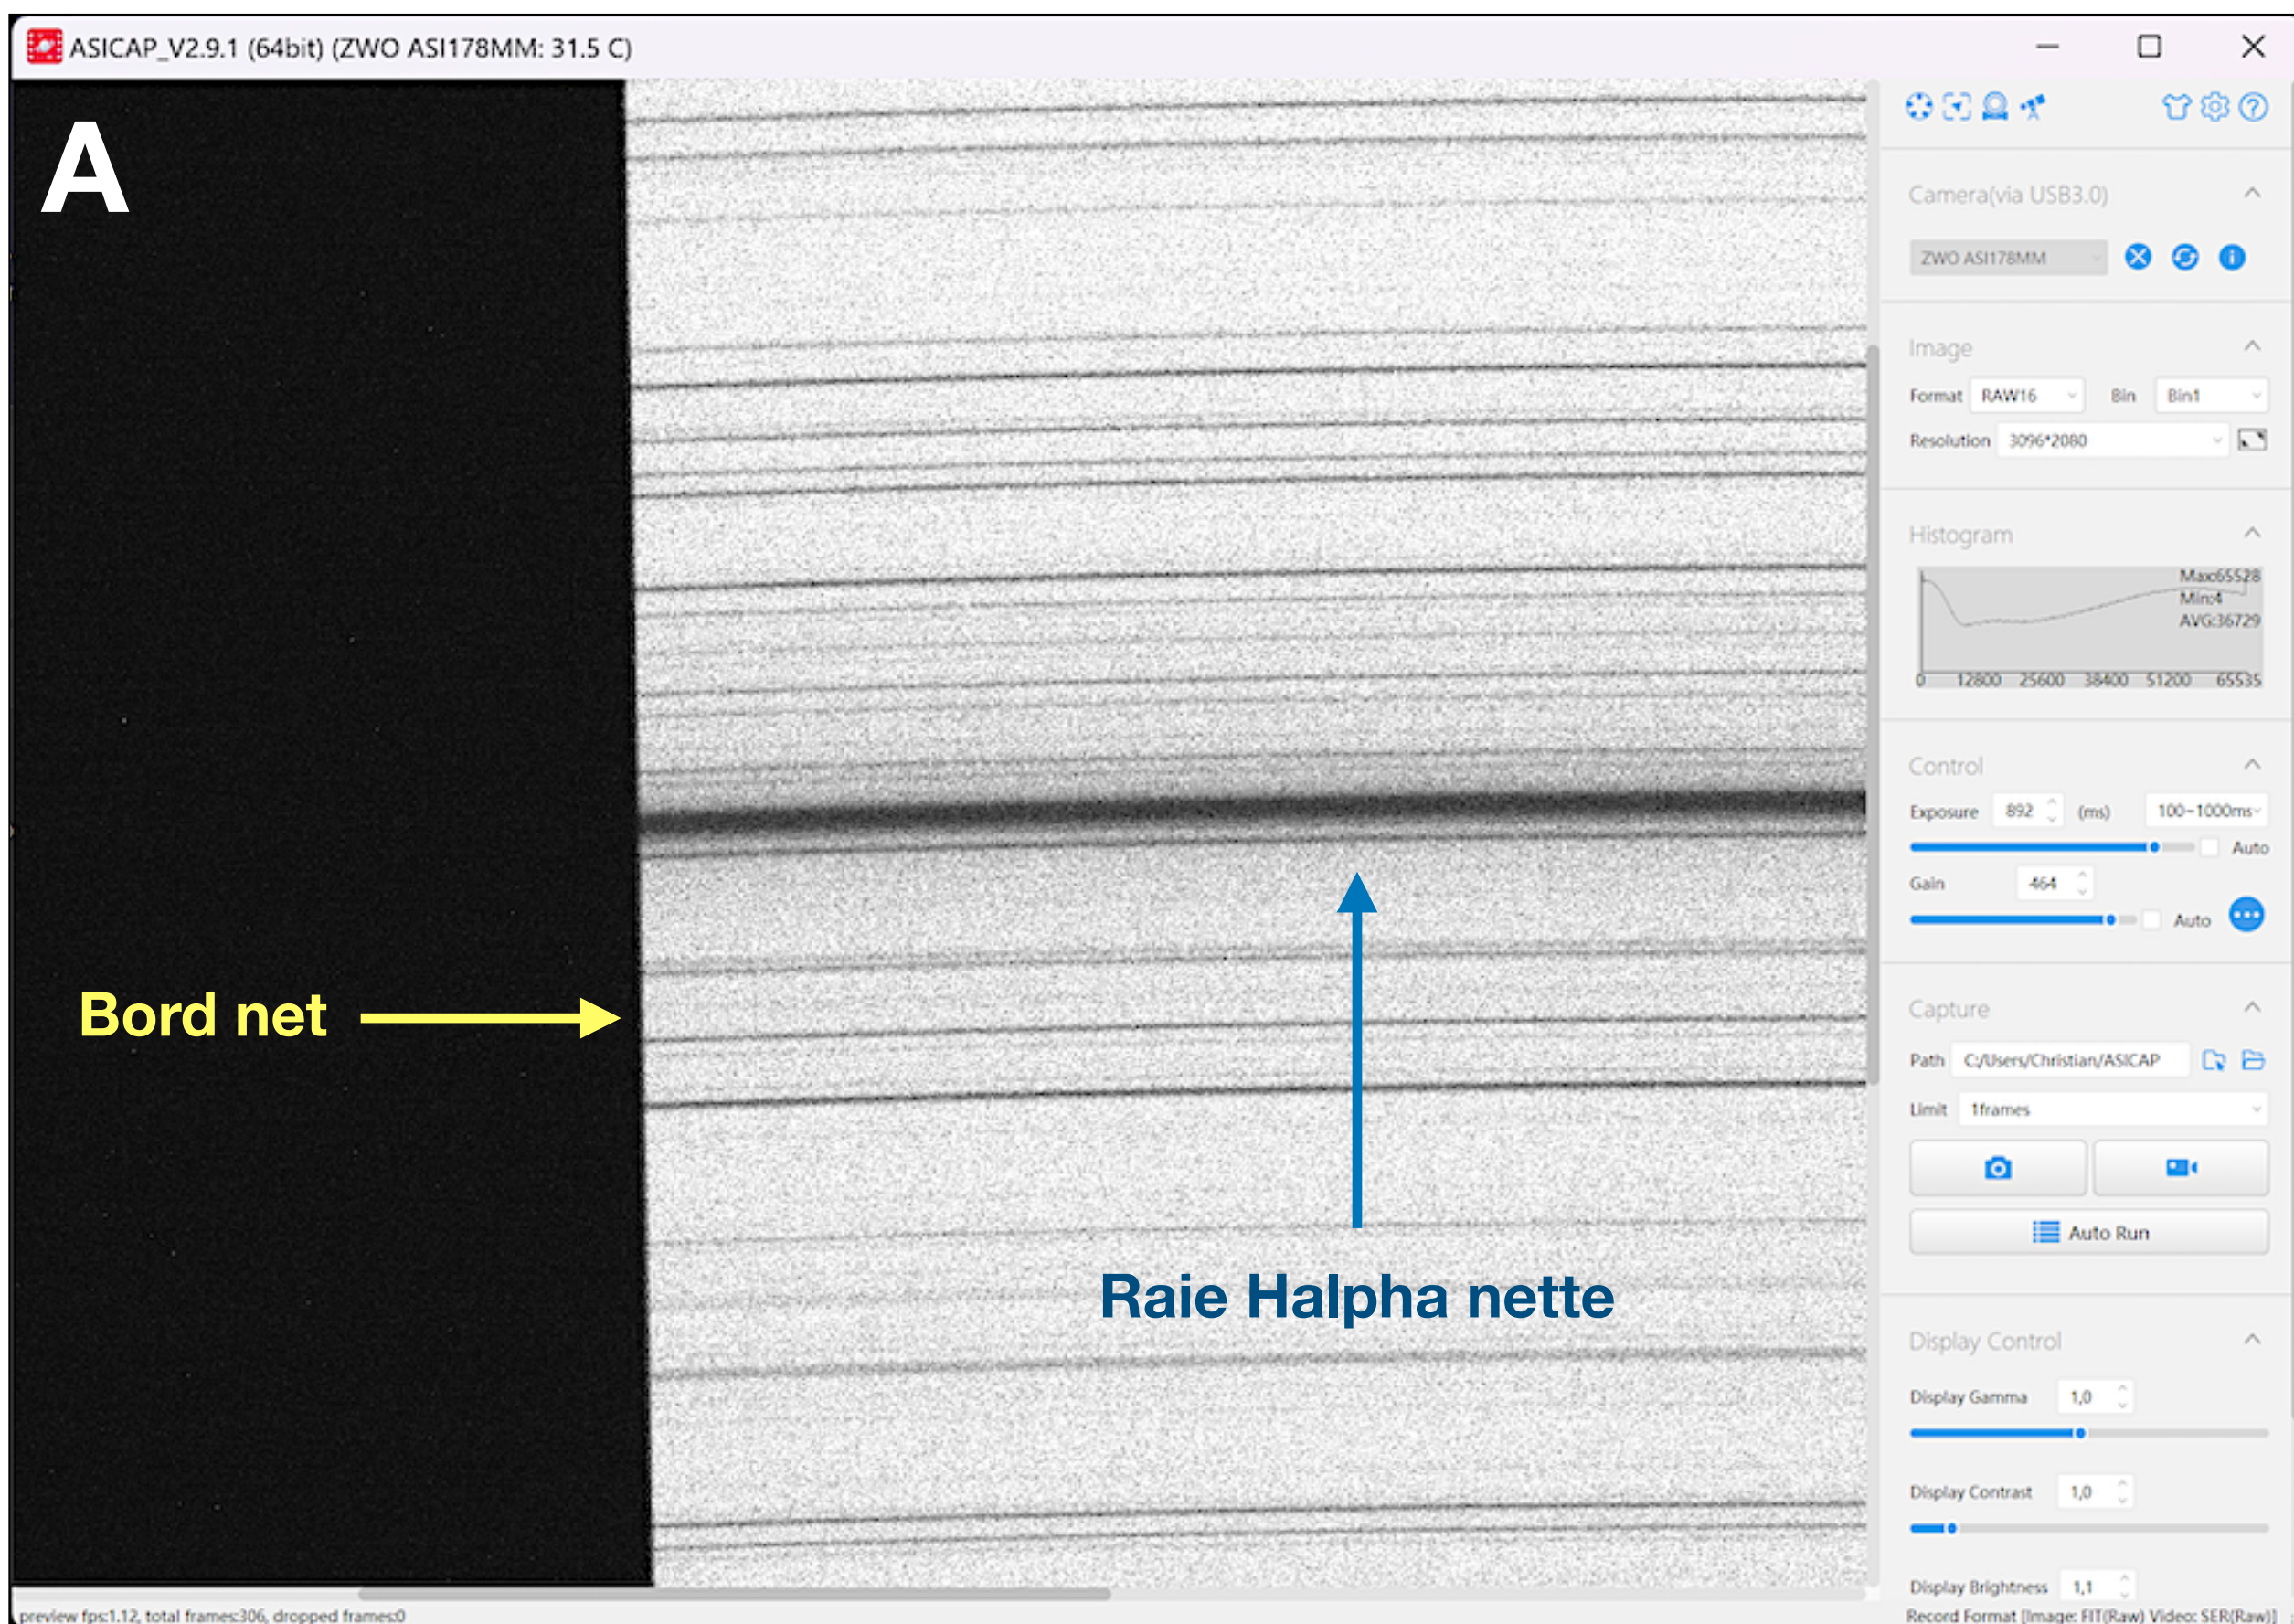 ASICAP_V2.9.1 (64bit) (ZWO ASI178MM: 31.5 C)
A
Bord net
Raie Halpha nette
Camera(via USB3.0)
ZWO ASI178MM
Image
Format RAW16 Bin Bin1
Resolution 3096*2080
Histogram
Max:65528
Min:4
AVG:36729
0 12800 25600 38400 51200 65535
Control
Exposure 892 (ms) 100~1000ms
Auto
Gain 464
Auto
Capture
Path C:/Users/Christian/ASICAP
Limit 1frames
Auto Run
Display Control
Display Gamma 1,0
Display Contrast 1,0
Display Brightness 1,1
preview fps:1.12, total frames:306, dropped frames:0
Record Format [Image: FIT(Raw) Video: SER(Raw)]